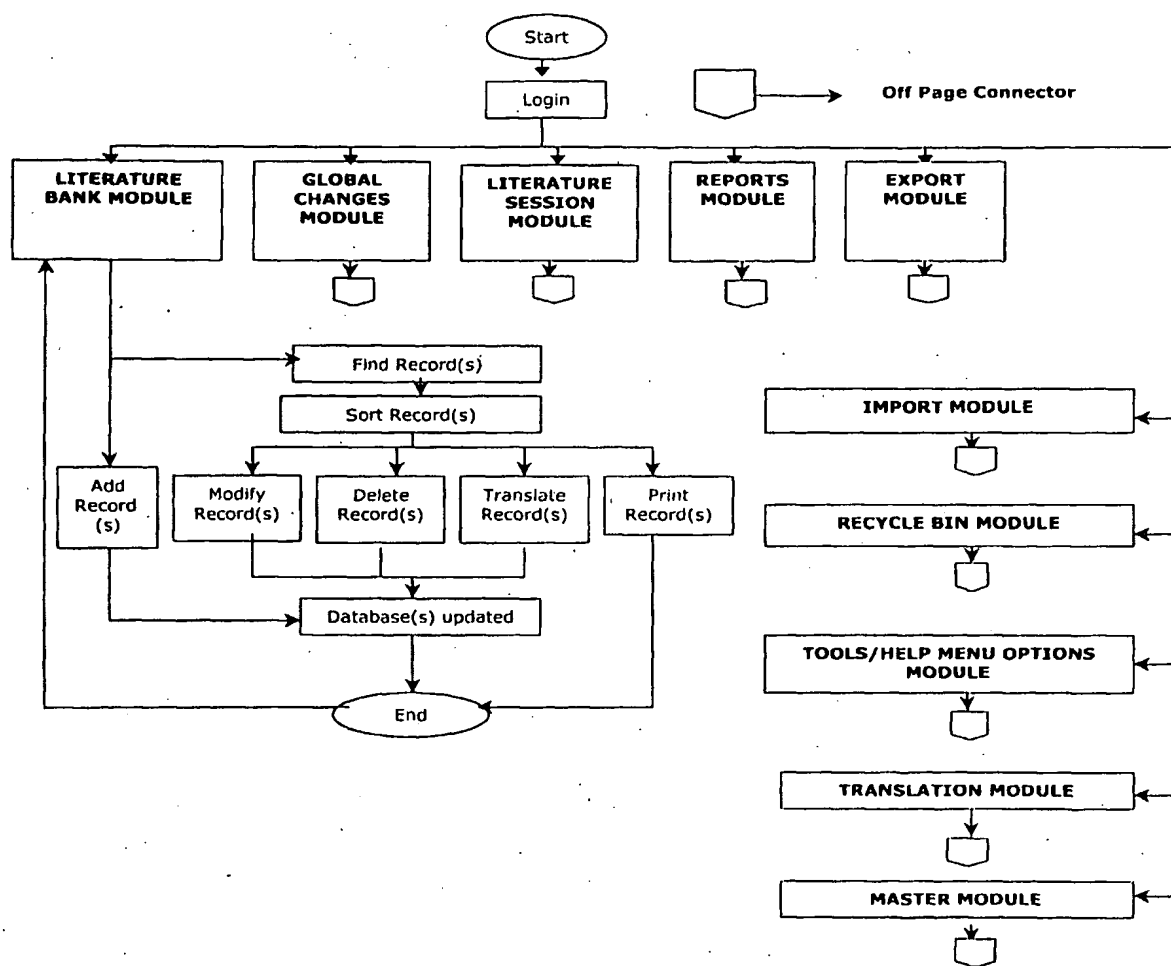 Start
Login
Off Page Connector
LITERATURE
BANK MODULE
GLOBAL
CHANGES
MODULE
LITERATURE
SESSION
MODULE
REPORTS
MODULE
EXPORT
MODULE
Find Record(s)
Sort Record(s)
Add
Record
(s)
Modify
Record(s)
Delete
Record(s)
Translate
Record(s)
Print
Record(s)
Database(s) updated
End
IMPORT MODULE
RECYCLE BIN MODULE
TOOLS/HELP MENU OPTIONS
MODULE
TRANSLATION MODULE
MASTER MODULE